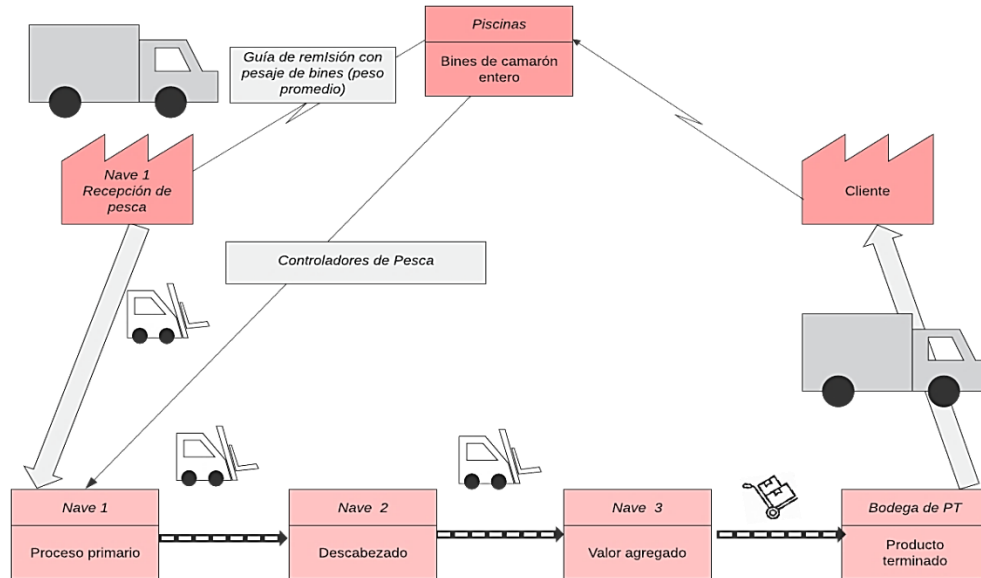 Piscinas
Bines de camarón
entero
Guía de remIsión con
pesaje de bines (peso
promedio)
Nave 1
Recepción de
pesca
Cliente
Controladores de Pesca
Nave 1
Proceso primario
Nave 2
Descabezado
Nave 3
Valor agregado
Bodega de PT
Producto
terminado